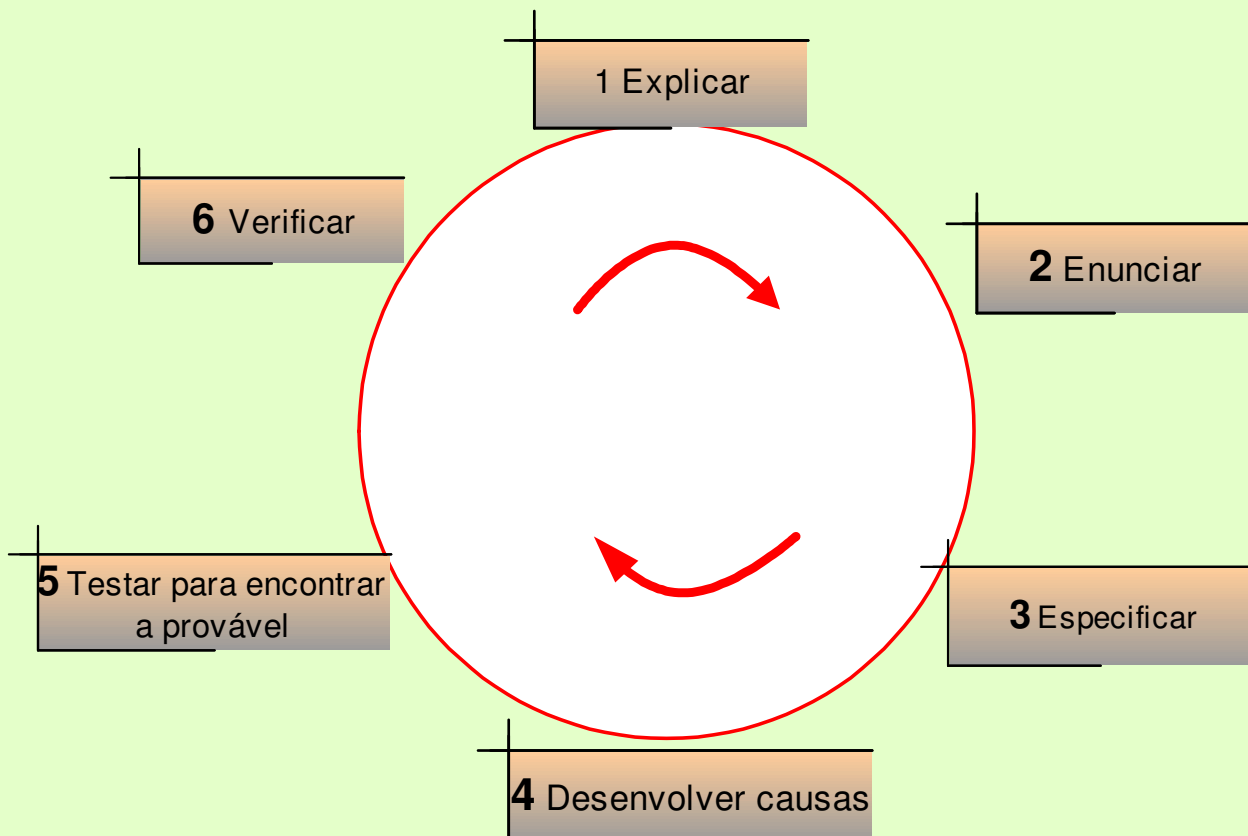 1 Explicar
2 Enunciar
3 Especificar
4 Desenvolver causas
5 Testar para encontrar
a provável
6 Verificar